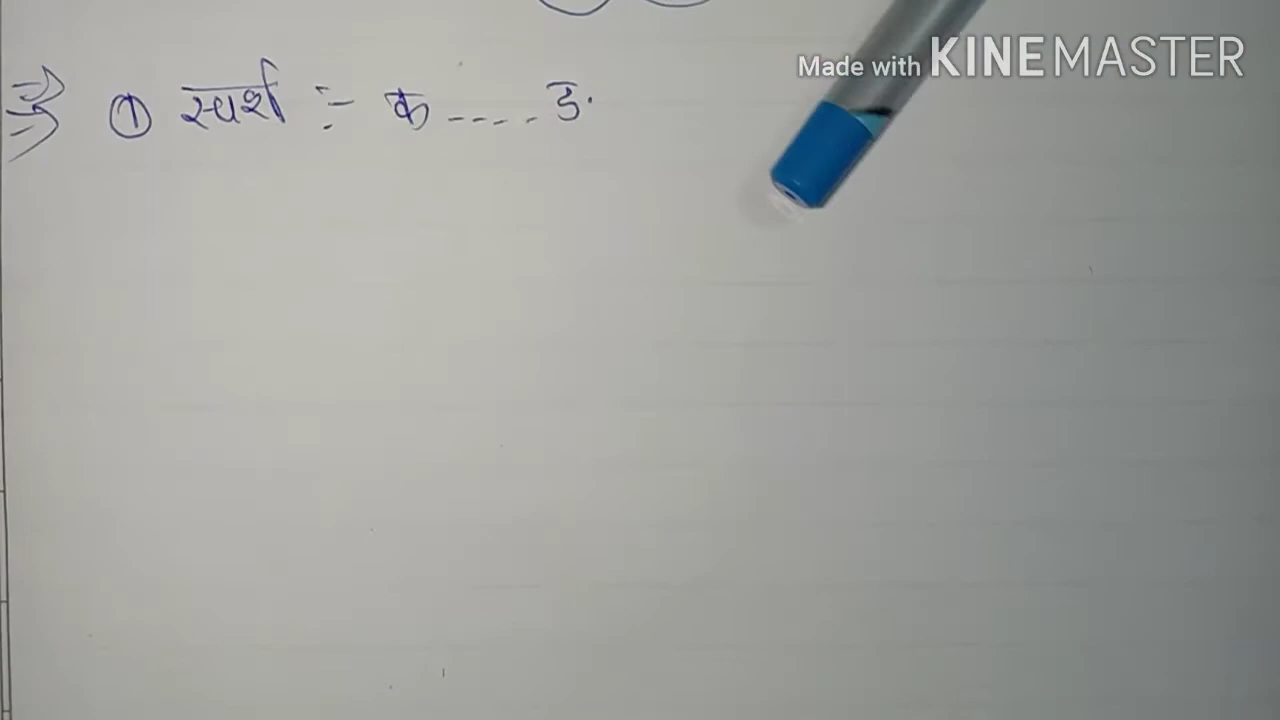 Made with KINEMASTER
⇒ ① स्पर्श :- क ---- ङ